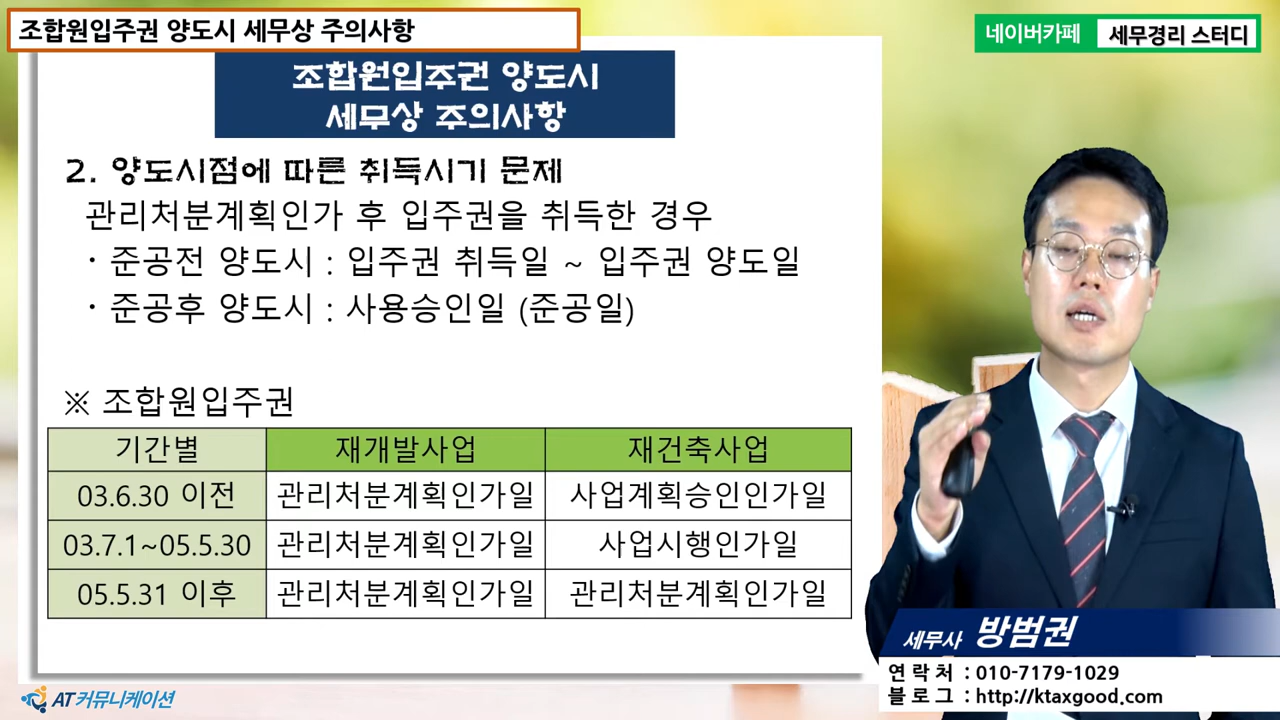 조합원입주권 양도시 세무상 주의사항
네이버카페 세무경리 스터디
조합원입주권 양도시
세무상 주의사항
2. 양도시점에 따른 취득시기 문제
관리처분계획인가 후 입주권을 취득한 경우
· 준공전 양도시 : 입주권 취득일 ~ 입주권 양도일
· 준공후 양도시 : 사용승인일 (준공일)
※ 조합원입주권
기간별 재개발사업 재건축사업
03.6.30 이전 관리처분계획인가일 사업계획승인인가일
03.7.1~05.5.30 관리처분계획인가일 사업시행인가일
05.5.31 이후 관리처분계획인가일 관리처분계획인가일
세무사 방범권
연락처 : 010-7179-1029
블로그 : http://ktaxgood.com
AT커뮤니케이션